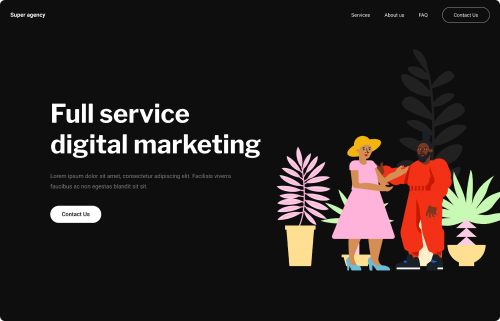 Super agency
Services
About us
FAQ
Contact Us
Full service
digital marketing
Lorem ipsum dolor sit amet, consectetur adipiscing elit. Facilisis viverra
faucibus ac non egestas blandit sit sit.
Contact Us